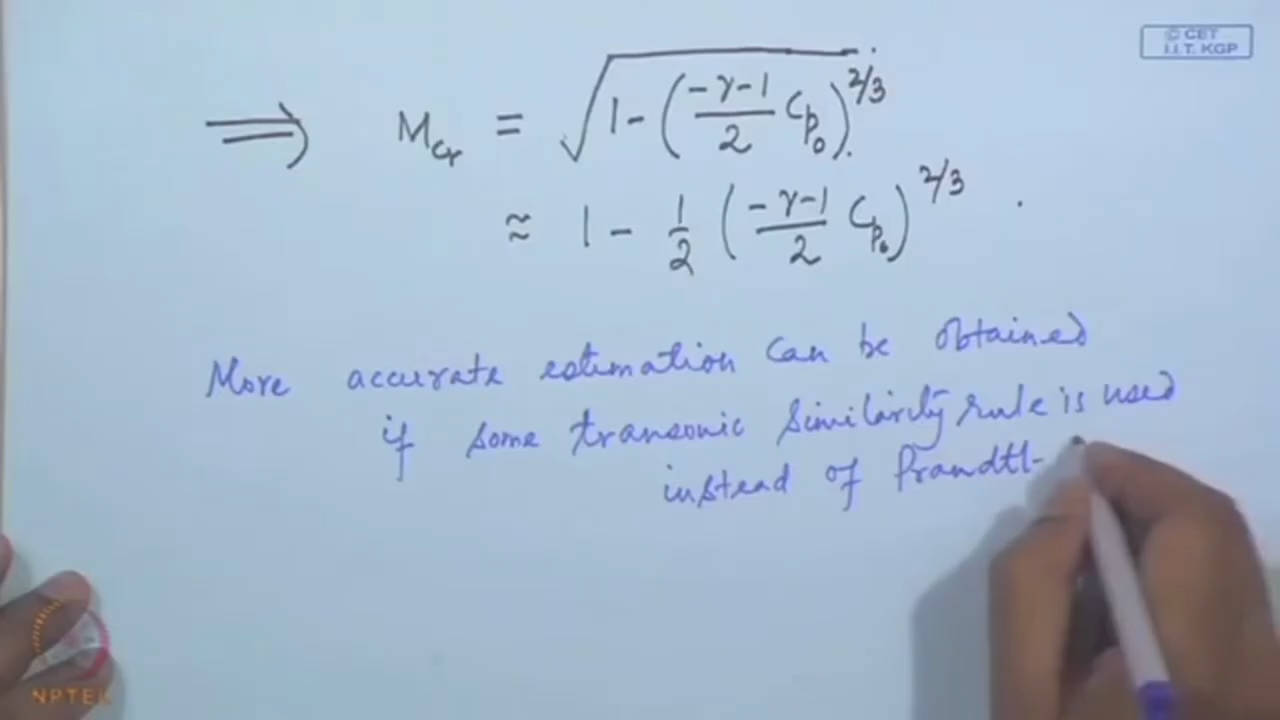 © CET
I.I.T. KGP
⟹ M_cr = √(1 - ((-γ-1)/2 C_p₀)^(2/3))
≈ 1 - 1/2 ((-γ-1)/2 C_p₀)^(2/3) .
More accurate estimation can be obtained
if some transonic similarity rule is used
instead of Prandtl-
NPTEL